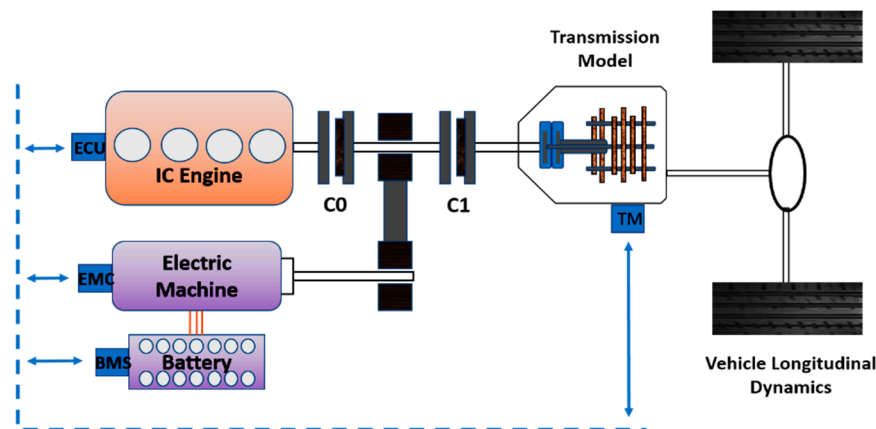 Transmission
Model
ECU
IC Engine
C0
C1
TM
EMC
Electric
Machine
BMS
Battery
Vehicle Longitudinal
Dynamics